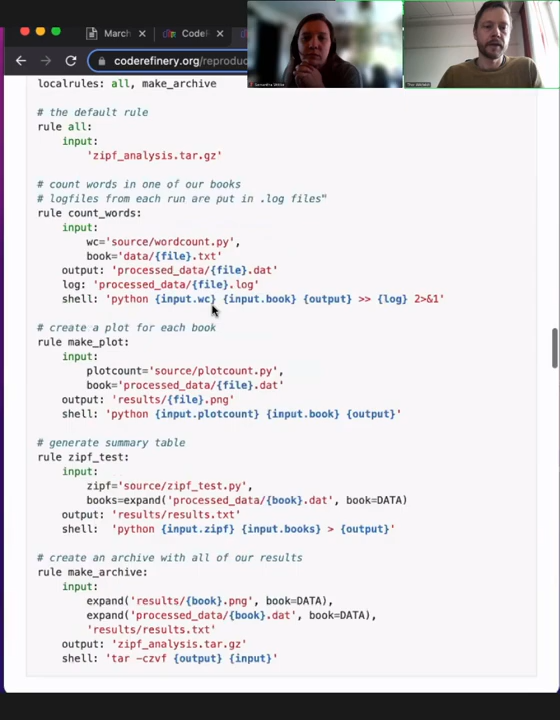 March
CodeR
coderefinery.org/reproduc
localrules: all, make_archive
# the default rule
rule all:
input:
'zipf_analysis.tar.gz'
# count words in one of our books
# logfiles from each run are put in .log files"
rule count_words:
input:
wc='source/wordcount.py',
book='data/{file}.txt'
output: 'processed_data/{file}.dat'
log: 'processed_data/{file}.log'
shell: 'python {input.wc} {input.book} {output} >> {log} 2>&1'
# create a plot for each book
rule make_plot:
input:
plotcount='source/plotcount.py',
book='processed_data/{file}.dat'
output: 'results/{file}.png'
shell: 'python {input.plotcount} {input.book} {output}'
# generate summary table
rule zipf_test:
input:
zipf='source/zipf_test.py',
books=expand('processed_data/{book}.dat', book=DATA)
output: 'results/results.txt'
shell: 'python {input.zipf} {input.books} > {output}'
# create an archive with all of our results
rule make_archive:
input:
expand('results/{book}.png', book=DATA),
expand('processed_data/{book}.dat', book=DATA),
'results/results.txt'
output: 'zipf_analysis.tar.gz'
shell: 'tar -czvf {output} {input}'